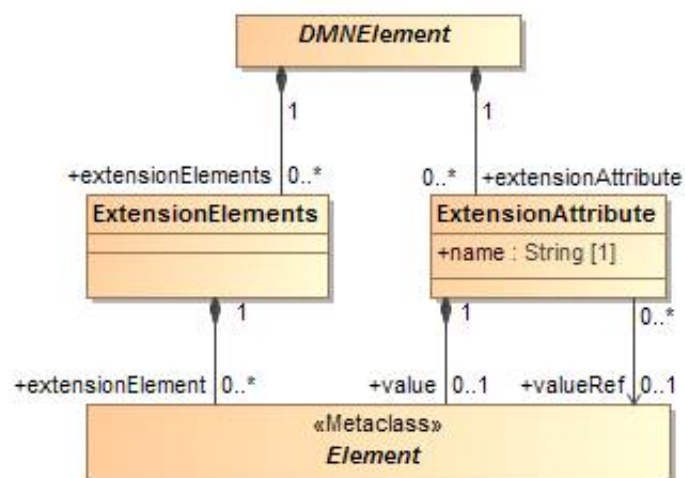 DMNElement
1 1
+extensionElements 0..* 0..* +extensionAttribute
ExtensionElements ExtensionAttribute
+name : String [1]
1 1 0..*
+extensionElement 0..* +value 0..1 +valueRef 0..1
«Metaclass»
Element